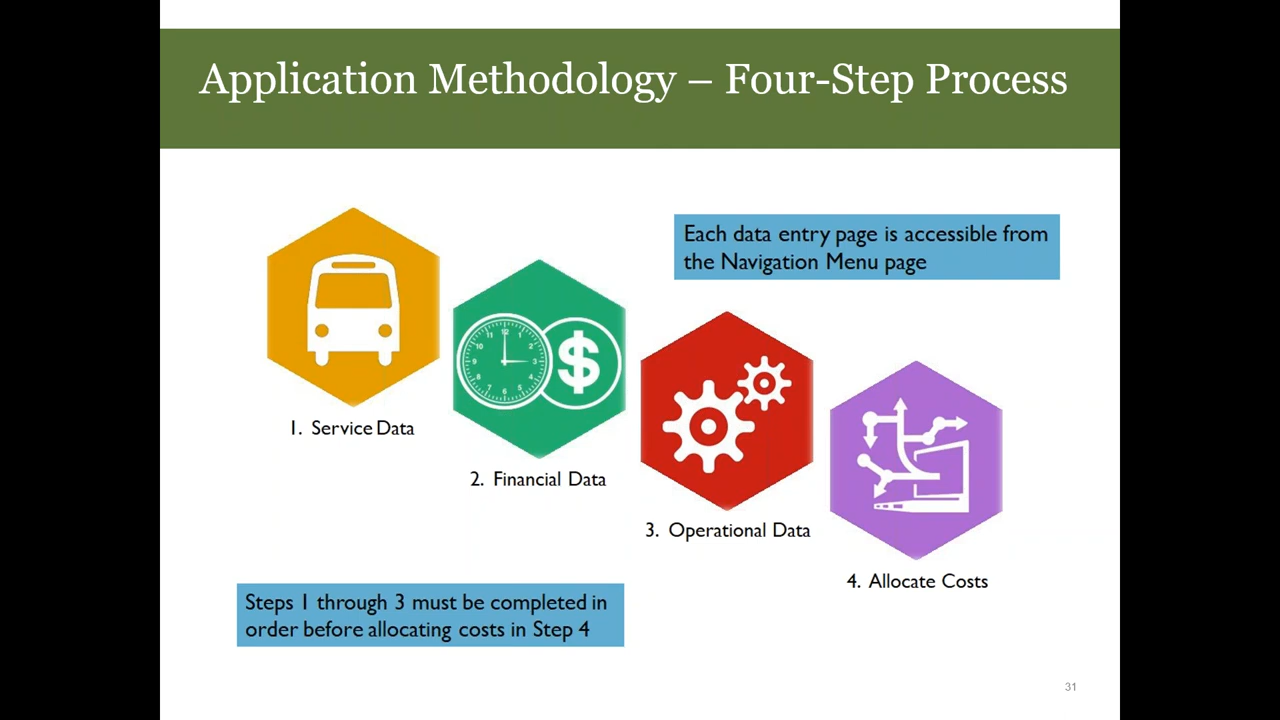 Application Methodology – Four-Step Process
Each data entry page is accessible from
the Navigation Menu page
1. Service Data
2. Financial Data
3. Operational Data
4. Allocate Costs
Steps 1 through 3 must be completed in
order before allocating costs in Step 4
31